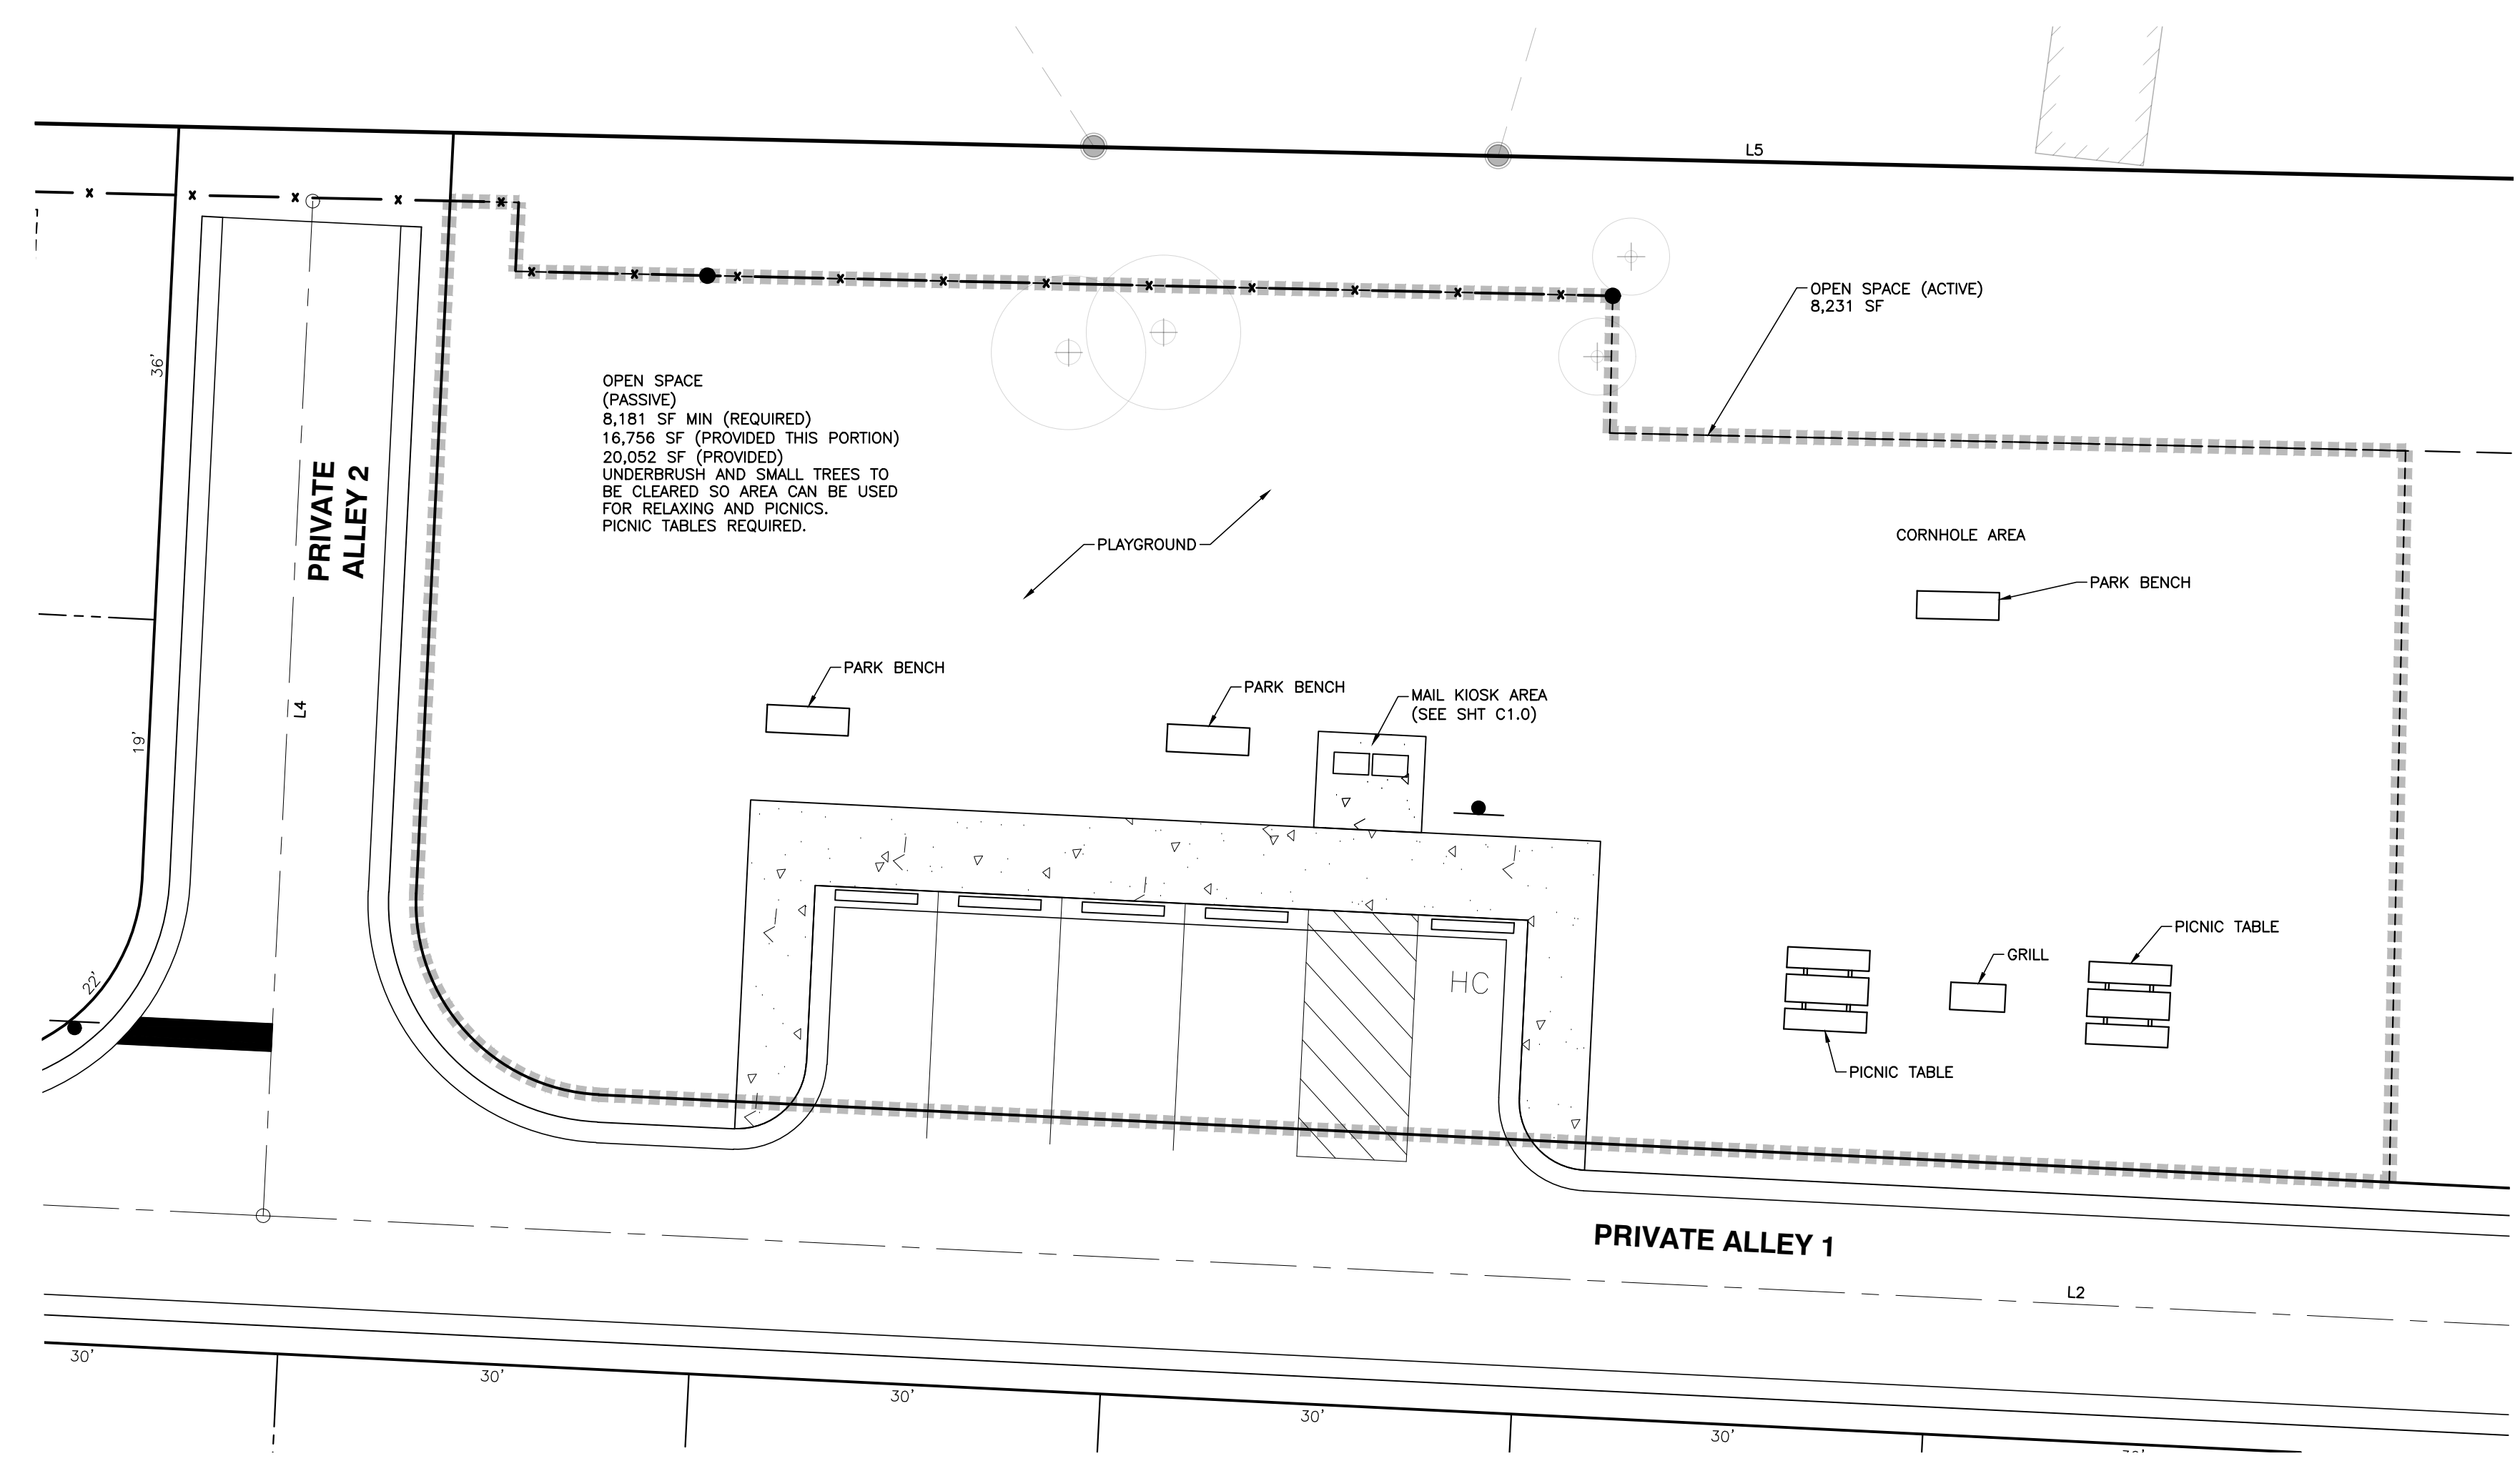 L5
OPEN SPACE (ACTIVE)
8,231 SF
36'
OPEN SPACE
(PASSIVE)
8,181 SF MIN (REQUIRED)
16,756 SF (PROVIDED THIS PORTION)
20,052 SF (PROVIDED)
UNDERBRUSH AND SMALL TREES TO
BE CLEARED SO AREA CAN BE USED
FOR RELAXING AND PICNICS.
PICNIC TABLES REQUIRED.
PRIVATE
ALLEY 2
PLAYGROUND
CORNHOLE AREA
PARK BENCH
PARK BENCH
PARK BENCH
MAIL KIOSK AREA
(SEE SHT C1.0)
L4
19'
22'
HC
PICNIC TABLE
GRILL
PICNIC TABLE
PRIVATE ALLEY 1
L2
30'
30'
30'
30'
30'